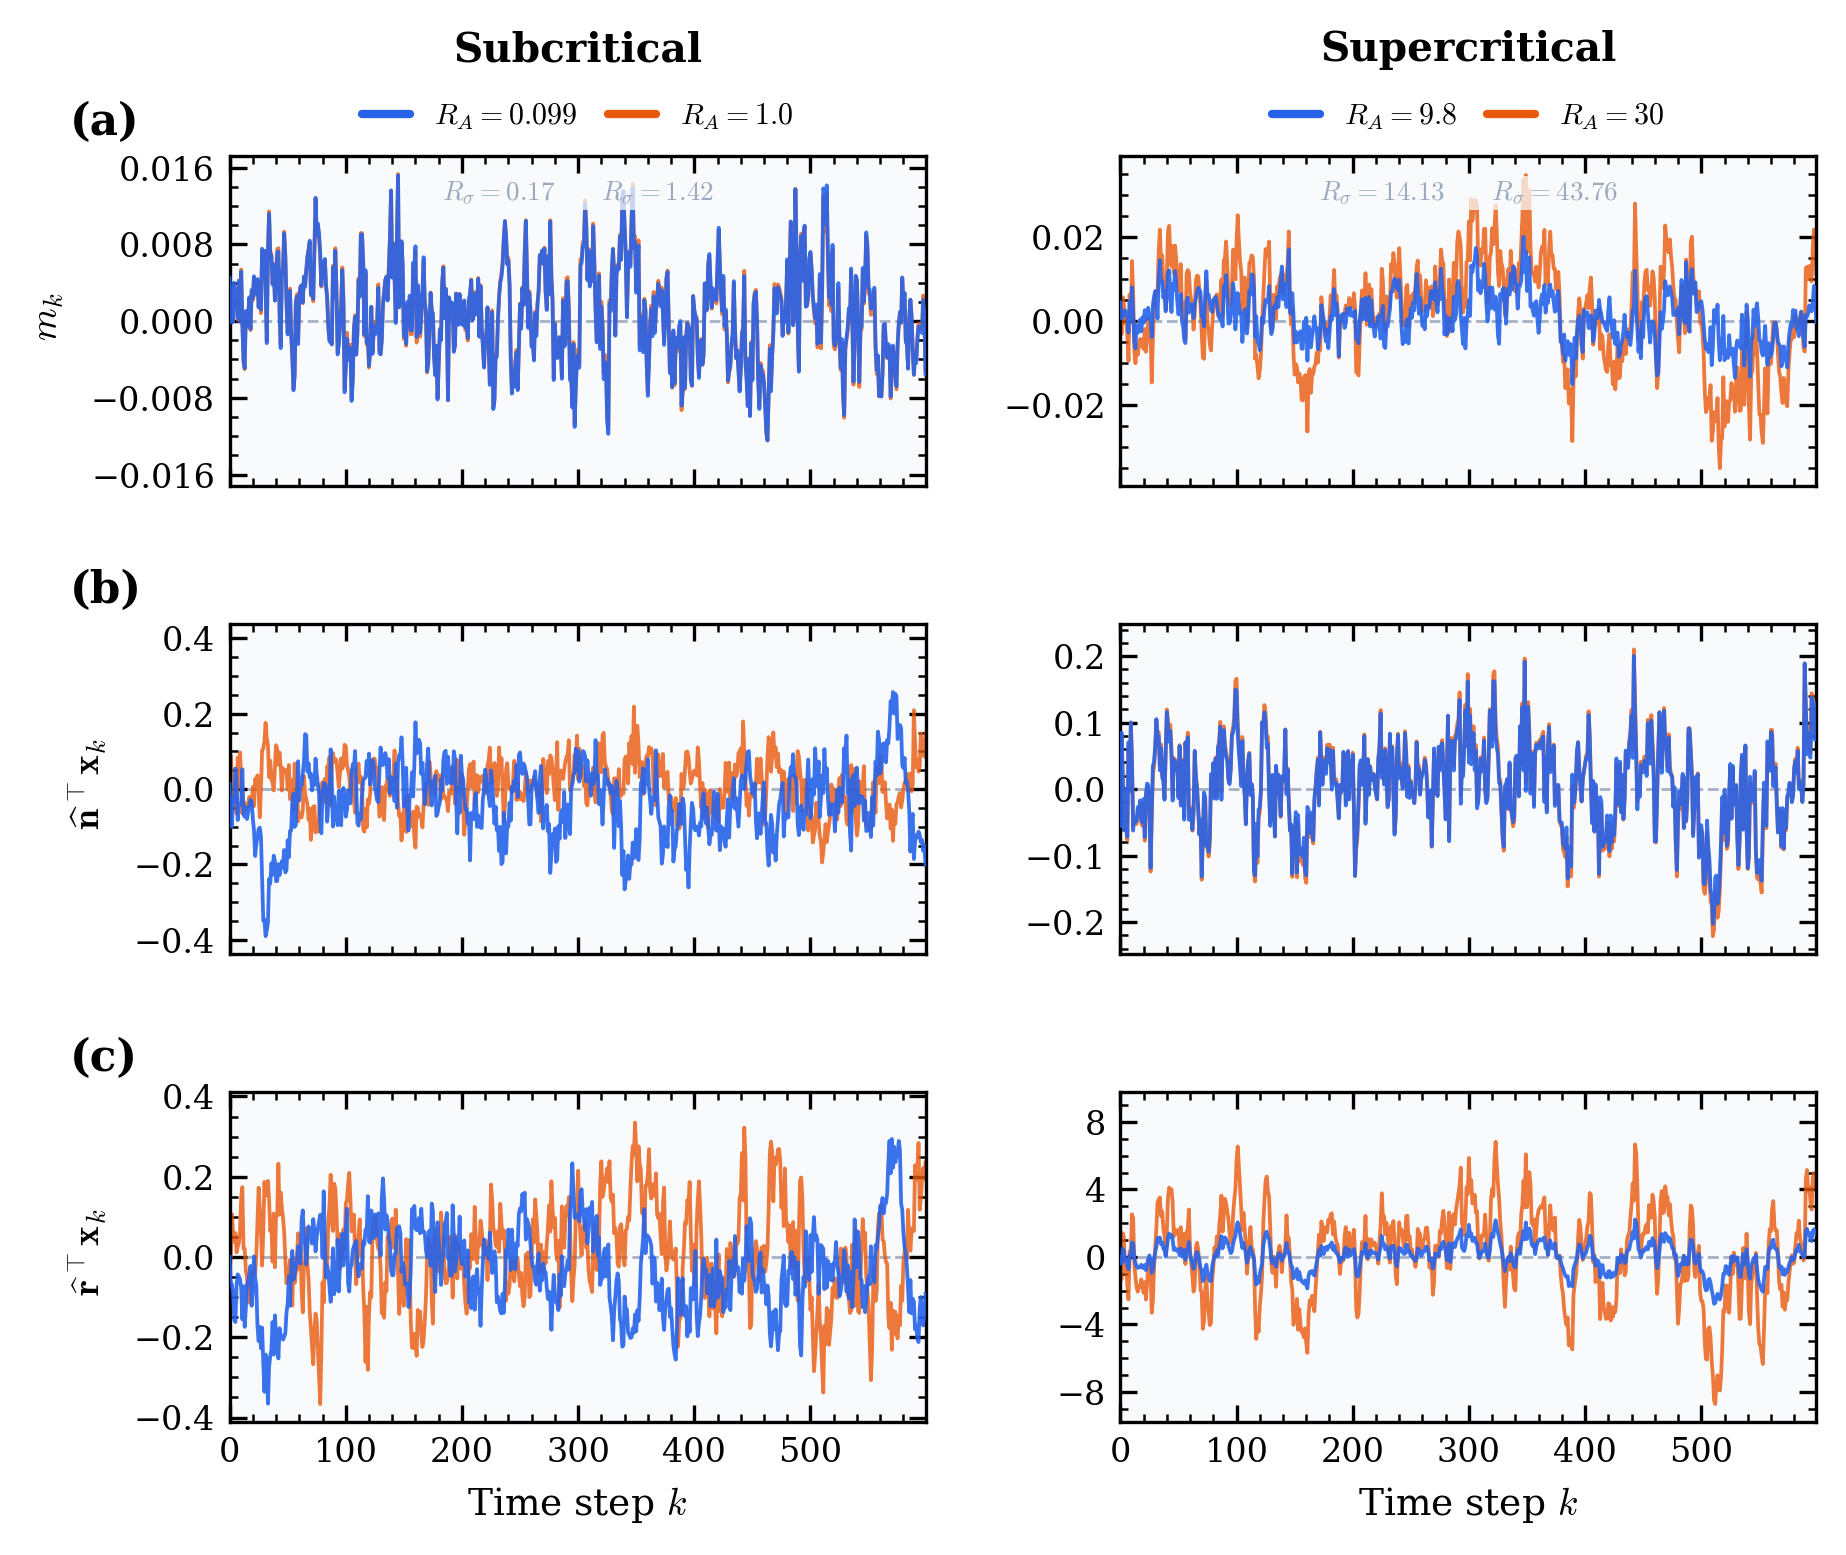 Subcritical
Supercritical
(a)
R_A = 0.099
R_A = 1.0
R_A = 9.8
R_A = 30
R_σ = 0.17
R_σ = 1.42
R_σ = 14.13
R_σ = 43.76
m_k
0.016
0.008
0.000
−0.008
−0.016
0.02
0.00
−0.02
(b)
n̂^⊤ x_k
0.4
0.2
0.0
−0.2
−0.4
0.2
0.1
0.0
−0.1
−0.2
(c)
r̂^⊤ x_k
0.4
0.2
0.0
−0.2
−0.4
8
4
0
−4
−8
0 100 200 300 400 500
0 100 200 300 400 500
Time step k
Time step k